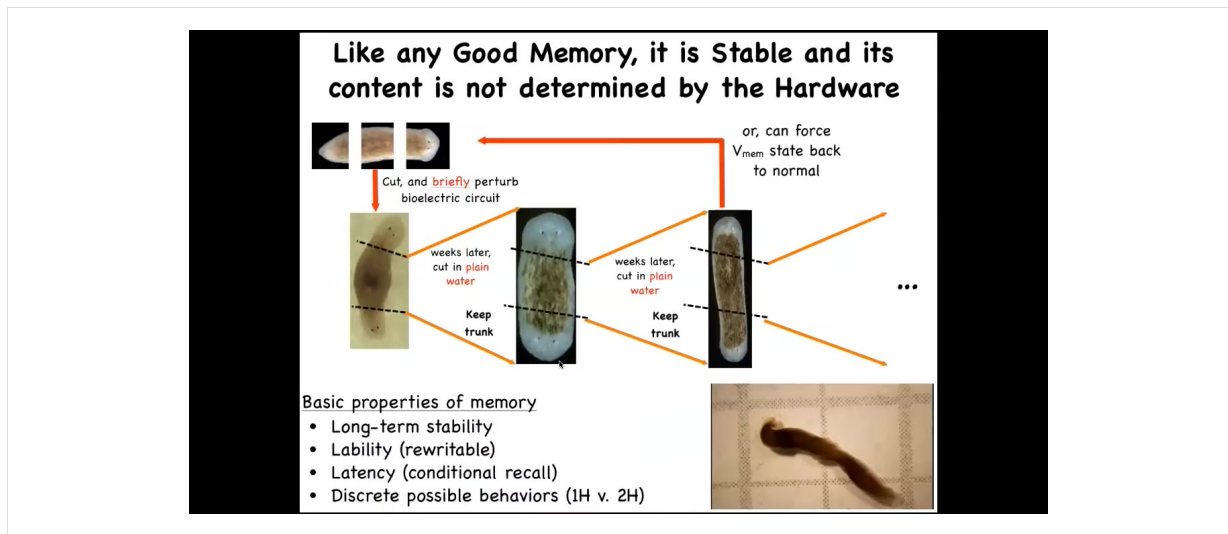 Like any Good Memory, it is Stable and its
content is not determined by the Hardware
or, can force
Vmem state back
to normal
Cut, and briefly perturb
bioelectric circuit
weeks later,
cut in plain
water
Keep
trunk
weeks later,
cut in plain
water
Keep
trunk
...
Basic properties of memory
• Long-term stability
• Lability (rewritable)
• Latency (conditional recall)
• Discrete possible behaviors (1H v. 2H)